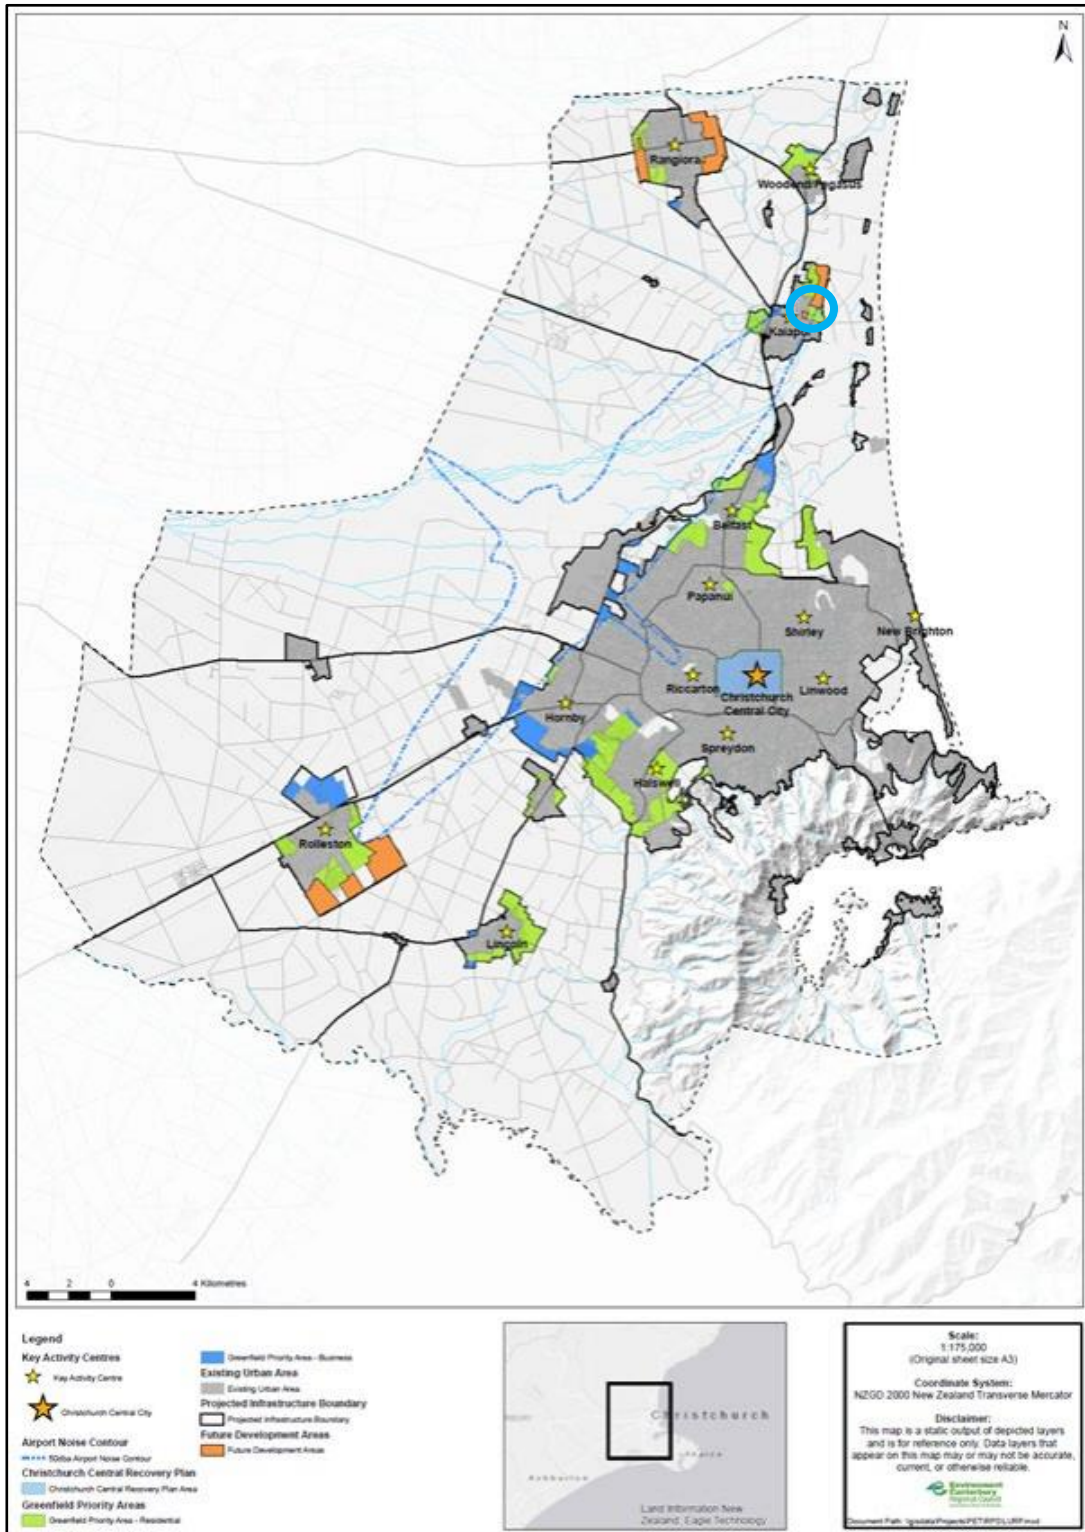 N
Rangiora
Woodend/Pegasus
Kaiapoi
Belfast
Papanui
Shirley
New Brighton
Riccarton
Christchurch
Central City
Linwood
Hornby
Spreydon
Halswell
Rolleston
Lincoln
4 2 0 4 Kilometres
Legend
Key Activity Centres
Key Activity Centre
Christchurch Central City
Airport Noise Contour
50dba Airport Noise Contour
Christchurch Central Recovery Plan
Christchurch Central Recovery Plan Area
Greenfield Priority Areas
Greenfield Priority Area - Residential
Greenfield Priority Area - Business
Existing Urban Area
Existing Urban Area
Projected Infrastructure Boundary
Projected Infrastructure Boundary
Future Development Areas
Future Development Areas
Christchurch
Ashburton
Land Information New
Zealand, Eagle Technology
Scale:
1:175,000
(Original sheet size A3)
Coordinate System:
NZGD 2000 New Zealand Transverse Mercator
Disclaimer:
This map is a static output of depicted layers
and is for reference only. Data layers that
appear on this map may or may not be accurate,
current, or otherwise reliable.
Environment
Canterbury
Regional Council
Document Path: